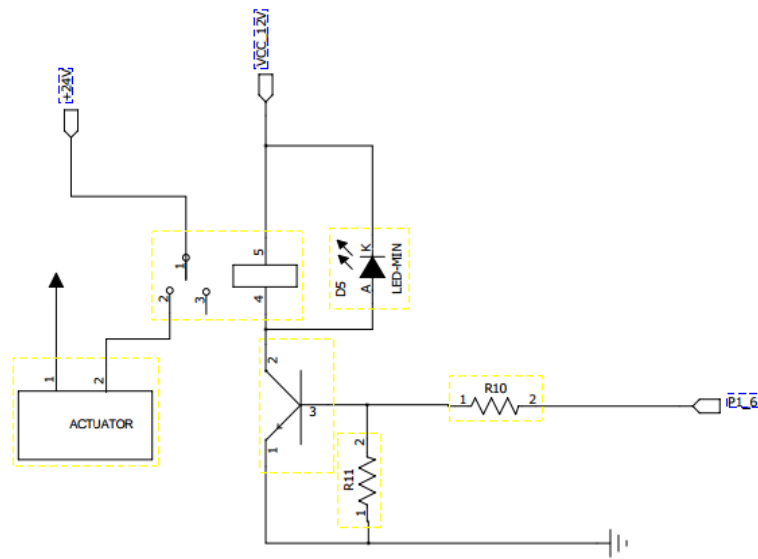 +24V
VCC_12V
1
2
3
5
4
D5
A
K
LED-MIN
1
2
ACTUATOR
2
3
1
1
R10
2
P1_6
2
R11
1